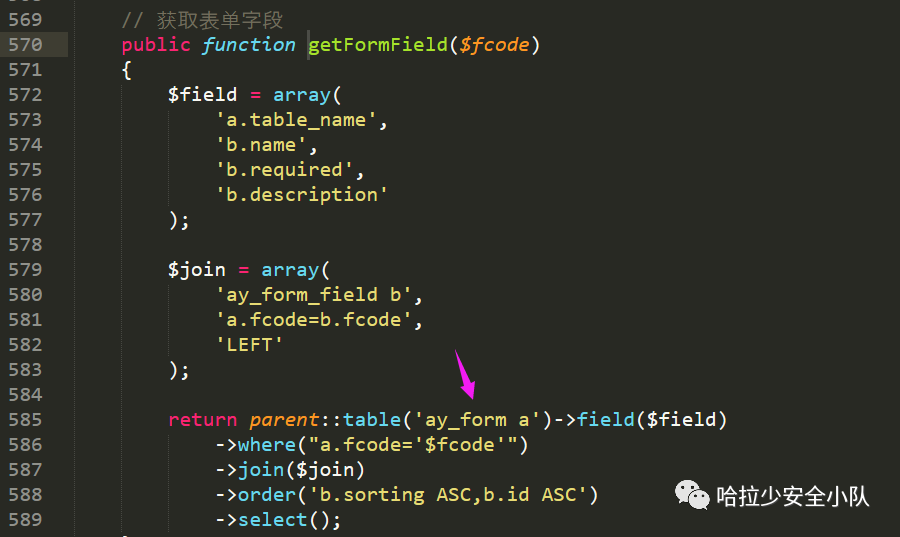 569 // 获取表单字段
570 public function getFormField($fcode)
571 {
572 $field = array(
573 'a.table_name',
574 'b.name',
575 'b.required',
576 'b.description'
577 );
578
579 $join = array(
580 'ay_form_field b',
581 'a.fcode=b.fcode',
582 'LEFT'
583 );
584
585 return parent::table('ay_form a')->field($field)
586 ->where("a.fcode='$fcode'")
587 ->join($join)
588 ->order('b.sorting ASC,b.id ASC')
589 ->select();
哈拉少安全小队